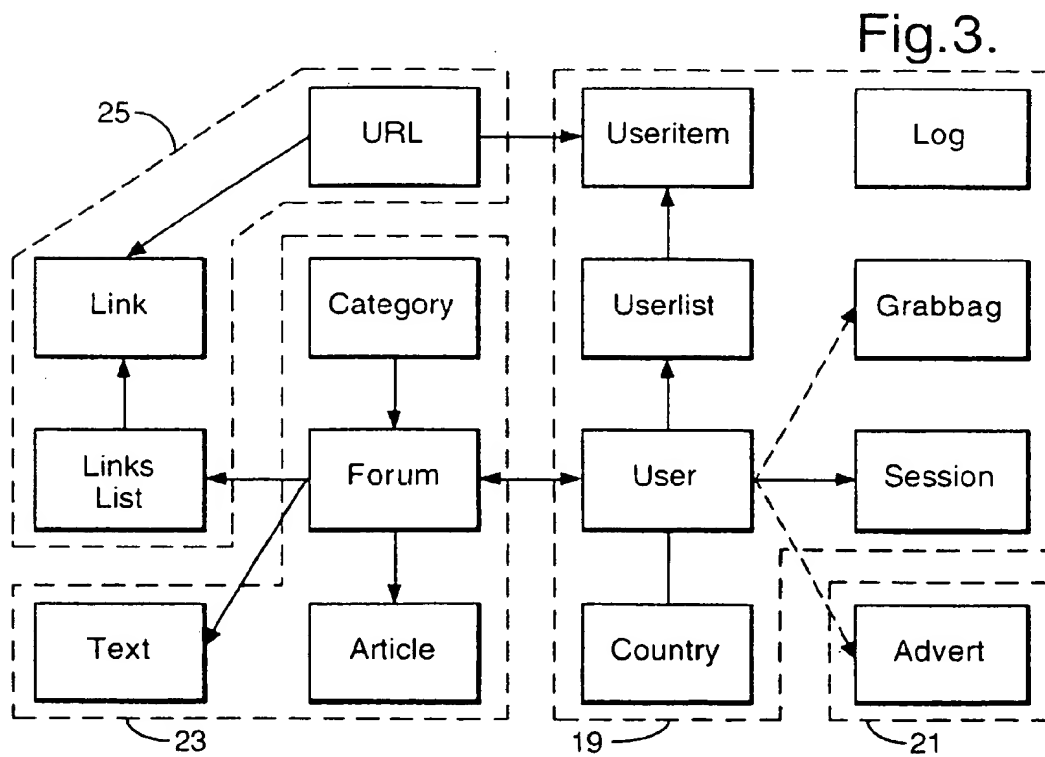 Fig.3.
25
URL
Useritem
Log
Link
Category
Userlist
Grabbag
Links
List
Forum
User
Session
Text
Article
Country
Advert
23
19
21